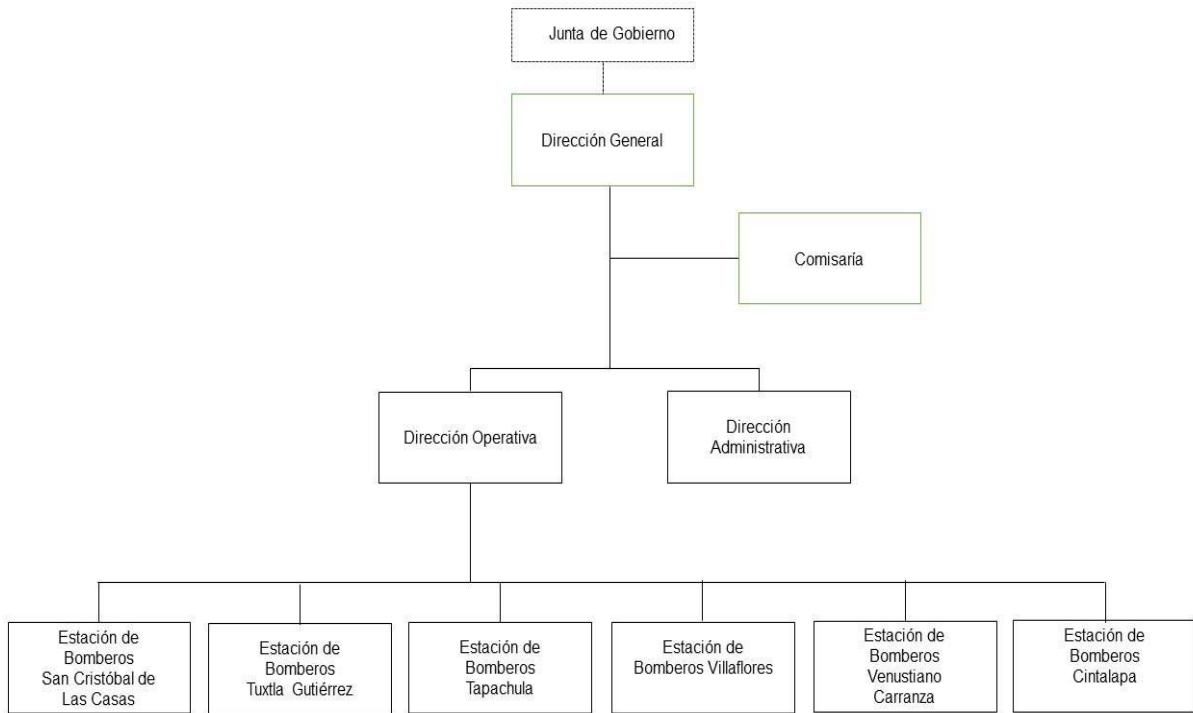 Junta de Gobierno
Dirección General
Comisaría
Dirección Operativa
Dirección
Administrativa
Estación de
Bomberos
San Cristóbal de
Las Casas
Estación de
Bomberos
Tuxtla Gutiérrez
Estación de
Bomberos
Tapachula
Estación de
Bomberos Villaflores
Estación de
Bomberos
Venustiano
Carranza
Estación de
Bomberos
Cintalapa